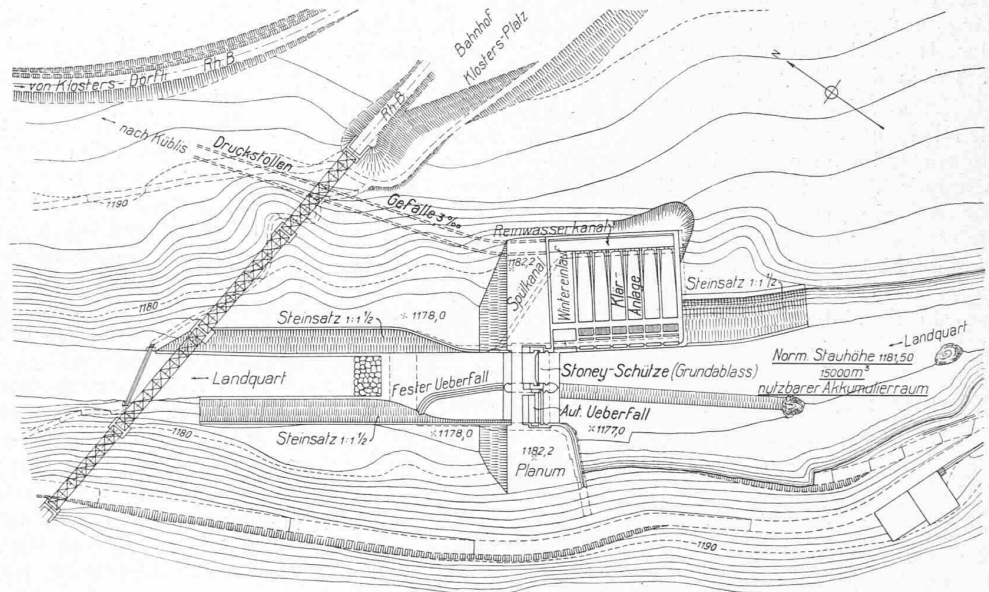 Bahnhof
Klosters-Platz
Rh.B.
von Klosters-Dörfli
Rh.B.
N
nach Küblis
Druckstollen
1190
Gefälle 3‰
Reinwasserkanal
1182,2
Spülkanal
Wintereinlauf
Klär-
Anlage
Steinsatz 1:1½
1180
Steinsatz 1:1½
1178,0
Landquart
Norm. Stauhöhe 1181,50
15000 m³
nutzbarer Akkumulierraum
Stoney-Schütze (Grundablass)
Landquart
Fester Ueberfall
Aut. Ueberfall
1177,0
1180
Steinsatz 1:1½
1178,0
1182,2
Planum
1190